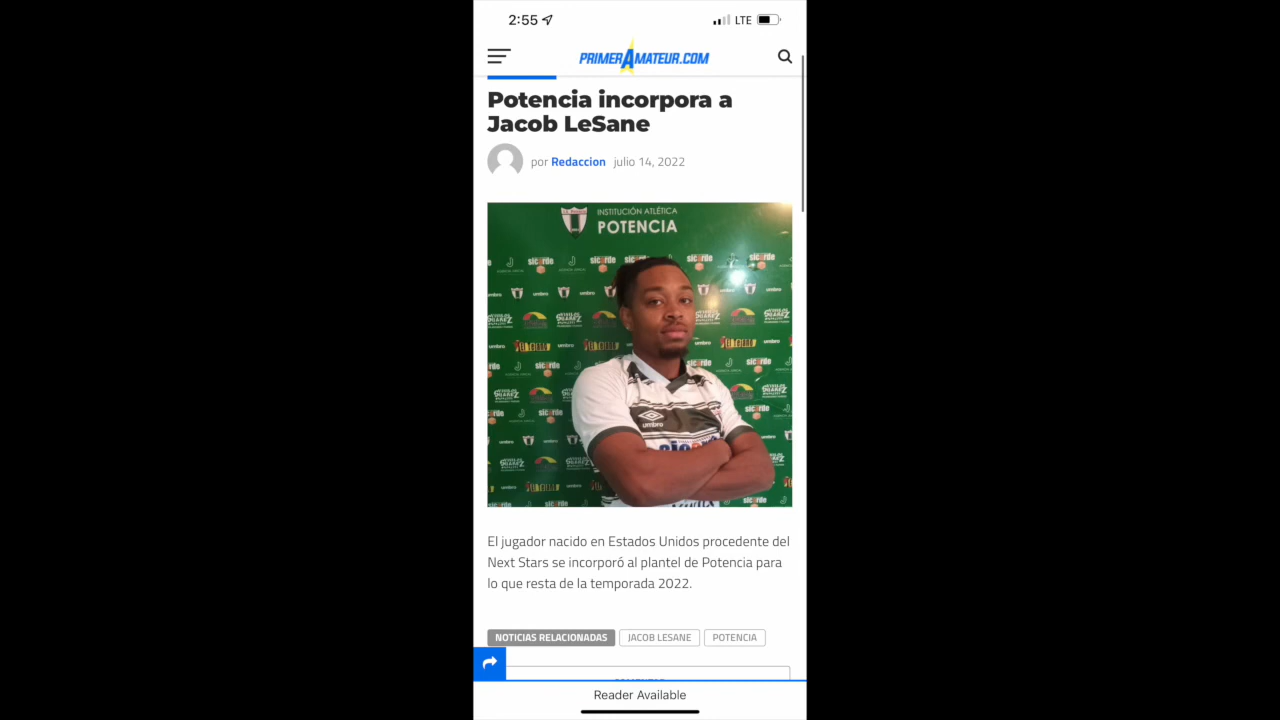 2:55
LTE
PRIMERAMATEUR.COM
Potencia incorpora a
Jacob LeSane
por Redaccion julio 14, 2022
INSTITUCIÓN ATLÉTICA
POTENCIA
sicorde
umbro
umbro
El jugador nacido en Estados Unidos procedente del
Next Stars se incorporó al plantel de Potencia para
lo que resta de la temporada 2022.
NOTICIAS RELACIONADAS JACOB LESANE POTENCIA
Reader Available